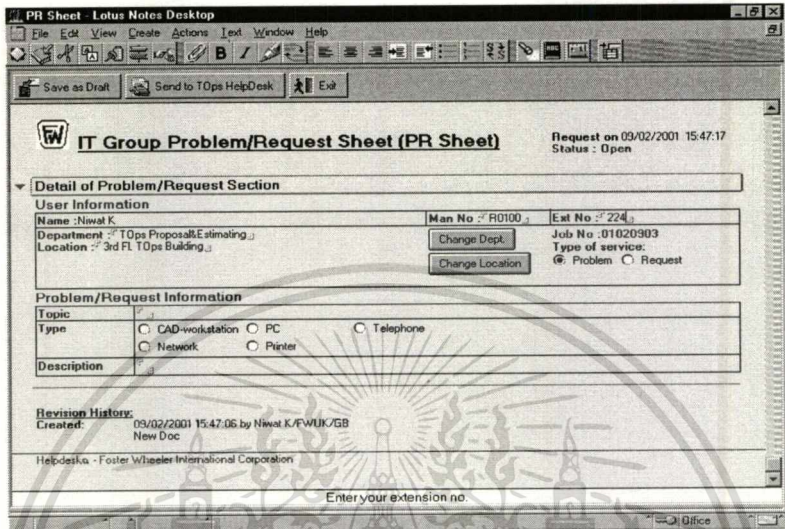 PR Sheet - Lotus Notes Desktop
File Edit View Create Actions Text Window Help
Save as Draft Send to TOps HelpDesk Exit
FW IT Group Problem/Request Sheet (PR Sheet) Request on 09/02/2001 15:47:17
Status : Open
Detail of Problem/Request Section
User Information
Name :Niwat K Man No : R0100 Ext No : 224
Department : TOps Proposal&Estimating Change Dept. Job No :01020903
Location : 3rd Fl. TOps Building Type of service:
Change Location Problem Request
Problem/Request Information
Topic
Type CAD-workstation PC Telephone
Network Printer
Description
Revision History:
Created: 09/02/2001 15:47:06 by Niwat K/FWUK/GB
New Doc
Helpdesk - Foster Wheeler International Corporation
Enter your extension no.
Office